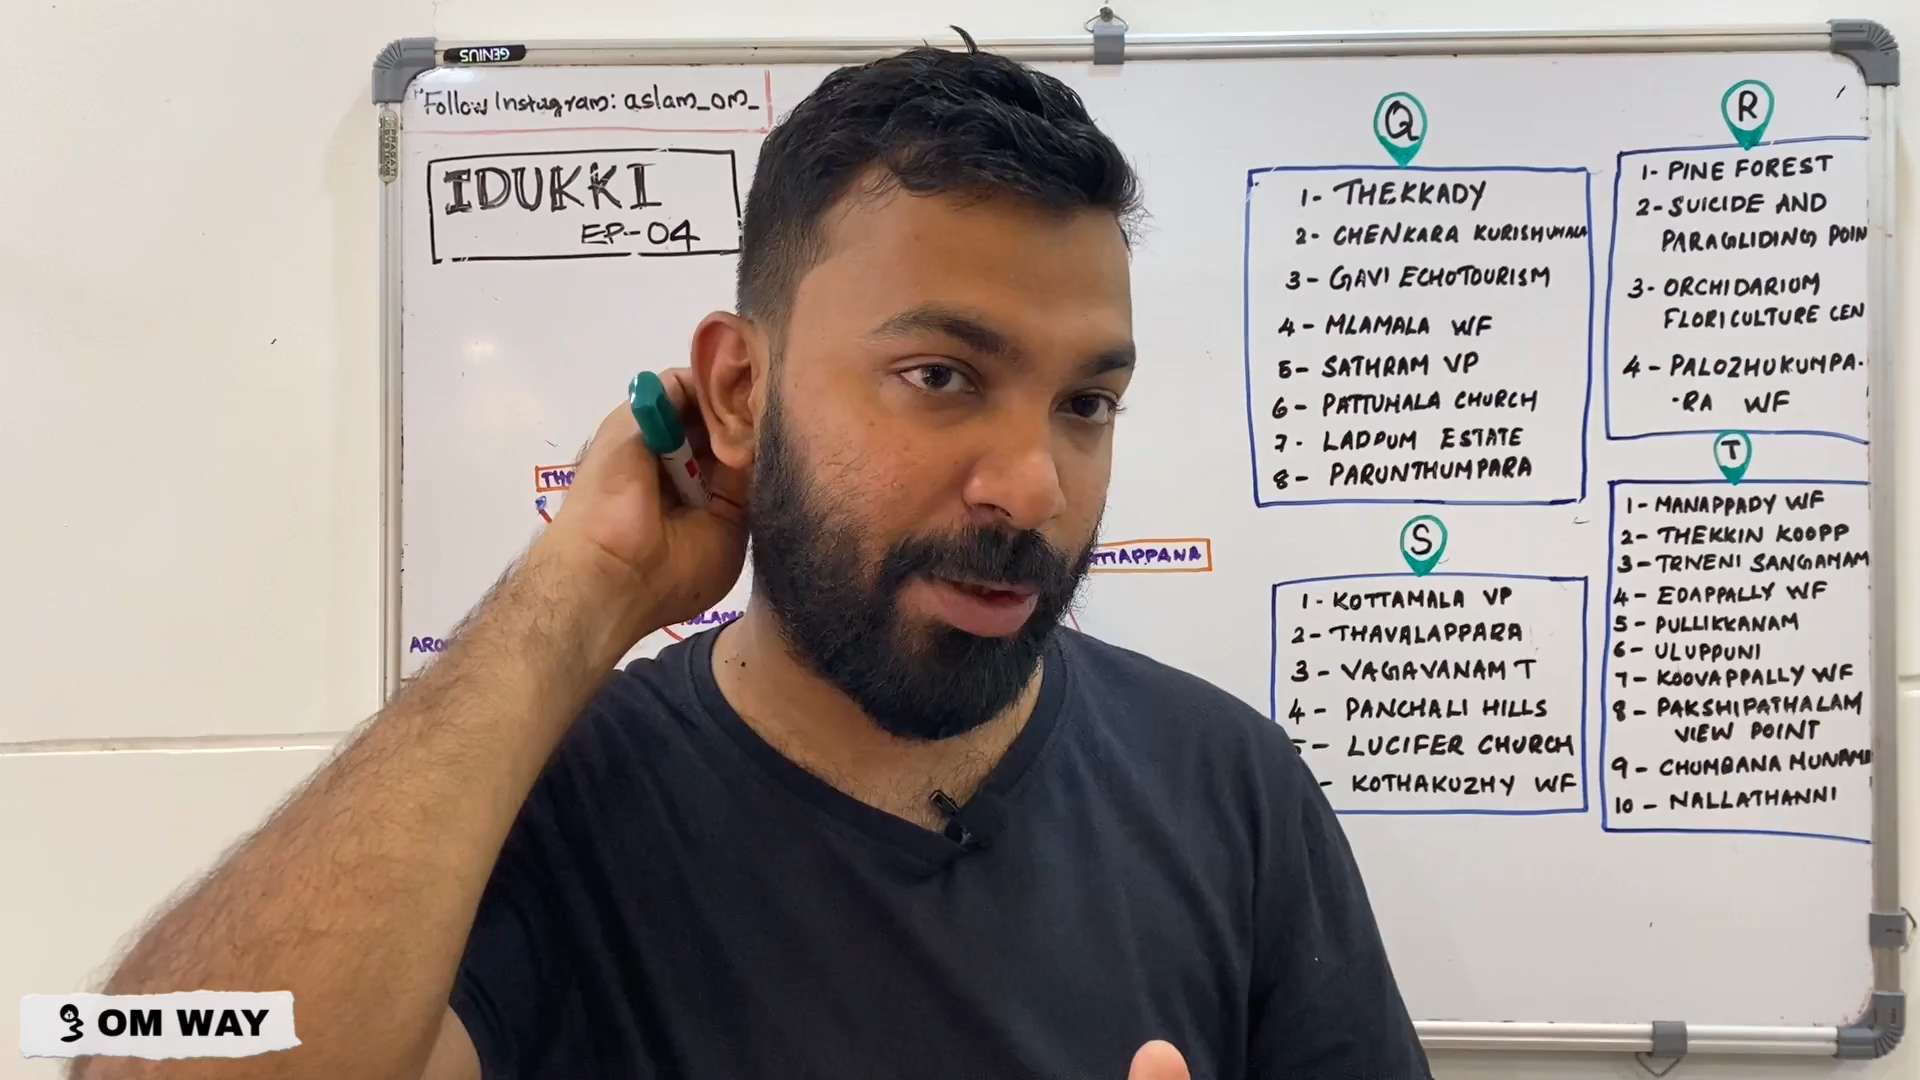 GENIUS
Follow Instagram: aslam_om_
IDUKKI
EP-04
Q
1- THEKKADY
2- CHENKARA KURISHUMALA
3- GAVI ECHOTOURISM
4- MLAMALA WF
5- SATHRAM VP
6- PATTUMALA CHURCH
7- LADPUM ESTATE
8- PARUNTHUMPARA
R
1- PINE FOREST
2- SUICIDE AND
PARAGLIDING POIN
3- ORCHIDARIUM
FLORICULTURE CEN
4- PALOZHUKUMPA-
-RA WF
S
1- KOTTAMALA VP
2- THAVALAPPARA
3- VAGAVANAM T
4- PANCHALI HILLS
5- LUCIFER CHURCH
- KOTHAKUZHY WF
T
1- MANAPPADY WF
2- THEKKIN KOOPP
3- TRIVENI SANGAMAM
4- EDAPPALLY WF
5- PULLIKKANAM
6- ULUPPUNI
7- KOOVAPPALLY WF
8- PAKSHIPATHALAM
VIEW POINT
9- CHUMBANA MUNAMB
10- NALLATHANNI
TTAPPANA
OM WAY